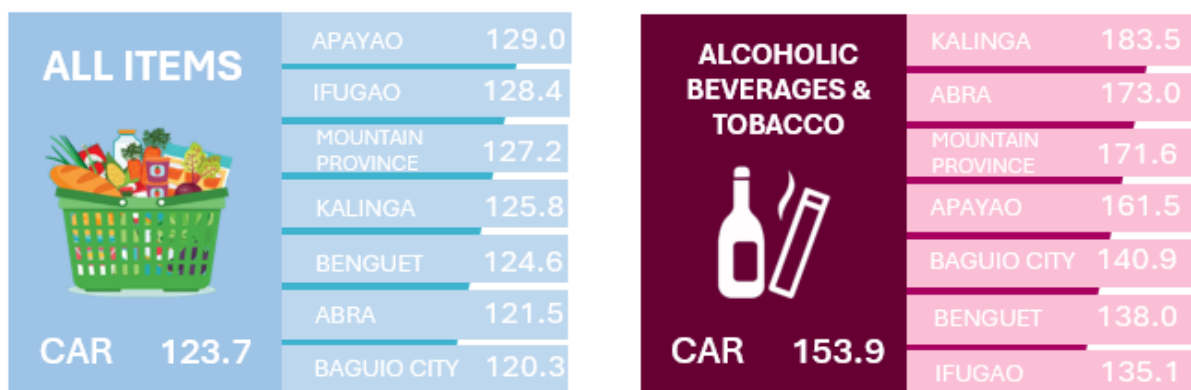 ALL ITEMS
CAR 123.7
APAYAO 129.0
IFUGAO 128.4
MOUNTAIN
PROVINCE 127.2
KALINGA 125.8
BENGUET 124.6
ABRA 121.5
BAGUIO CITY 120.3
ALCOHOLIC
BEVERAGES &
TOBACCO
CAR 153.9
KALINGA 183.5
ABRA 173.0
MOUNTAIN
PROVINCE 171.6
APAYAO 161.5
BAGUIO CITY 140.9
BENGUET 138.0
IFUGAO 135.1